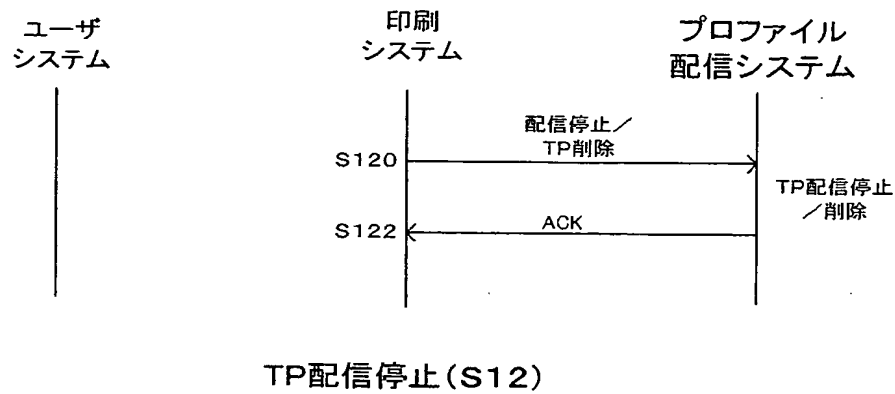 ユーザ
システム
印刷
システム
プロファイル
配信システム
配信停止/
TP削除
S120
TP配信停止
/削除
S122
ACK
TP配信停止(S12)